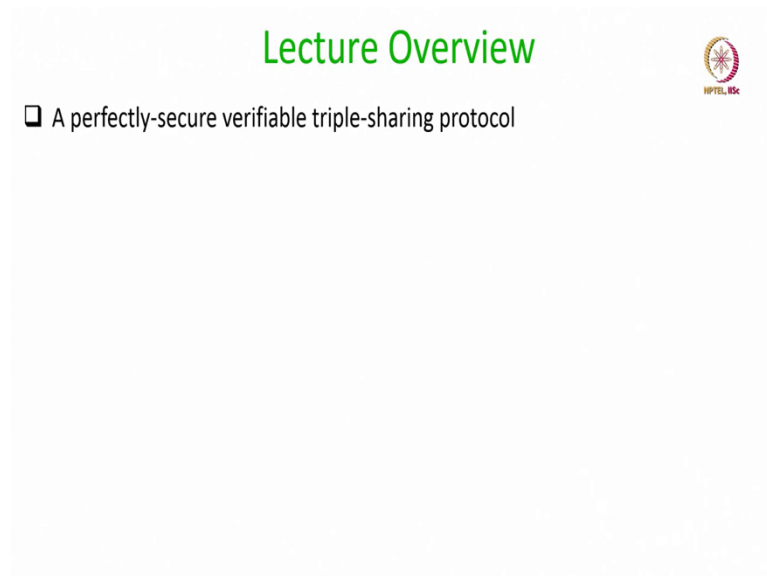 Lecture Overview
NPTEL, IISc
❑ A perfectly-secure verifiable triple-sharing protocol